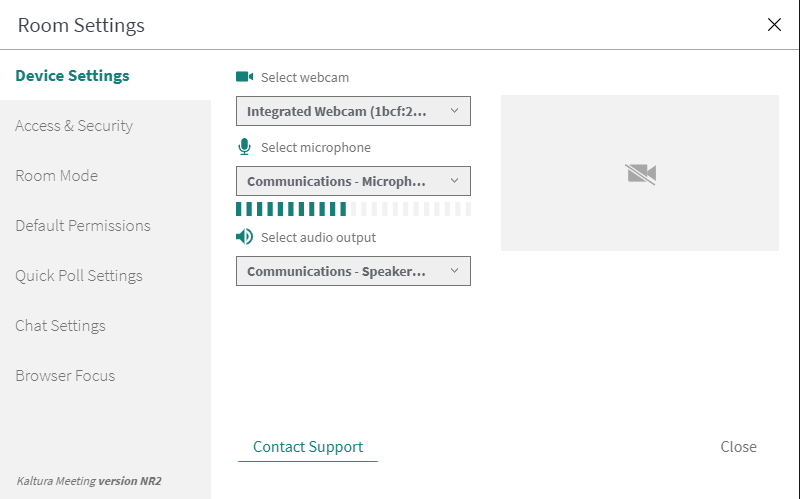 Room Settings
Device Settings
Access & Security
Room Mode
Default Permissions
Quick Poll Settings
Chat Settings
Browser Focus
Kaltura Meeting version NR2
Select webcam
Integrated Webcam (1bcf:2...
Select microphone
Communications - Microph...
Select audio output
Communications - Speaker...
Contact Support
Close